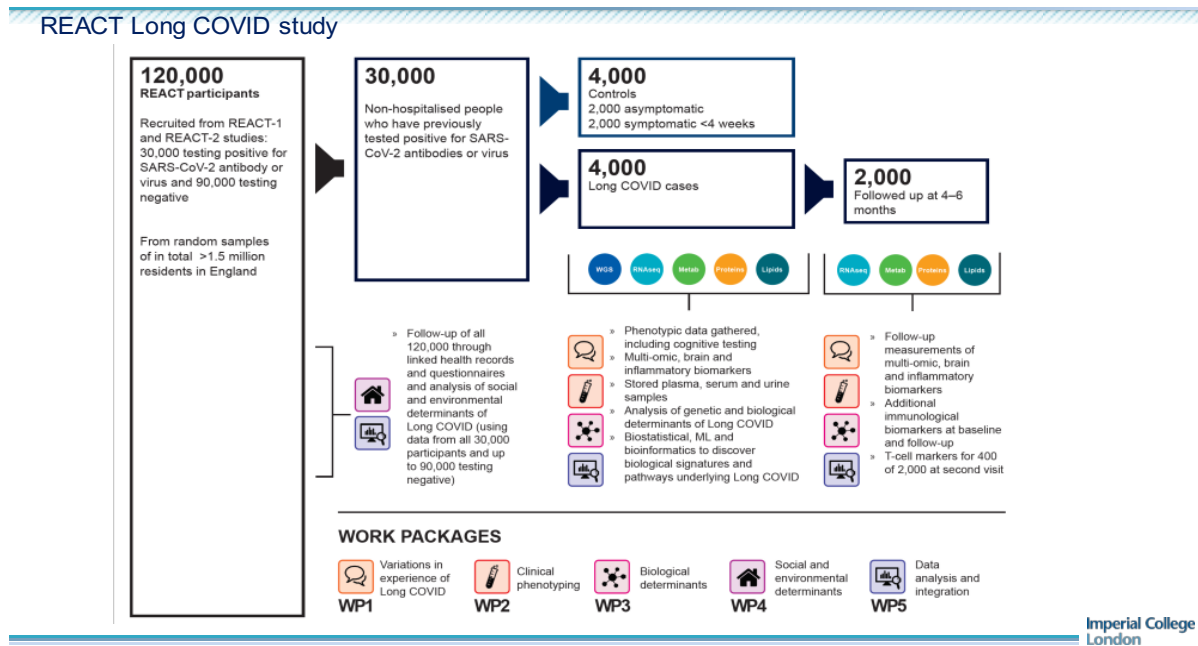 REACT Long COVID study
120,000
REACT participants
Recruited from REACT-1
and REACT-2 studies:
30,000 testing positive for
SARS-CoV-2 antibody or
virus and 90,000 testing
negative
From random samples
of in total >1.5 million
residents in England
30,000
Non-hospitalised people
who have previously
tested positive for SARS-
CoV-2 antibodies or virus
4,000
Controls
2,000 asymptomatic
2,000 symptomatic <4 weeks
4,000
Long COVID cases
2,000
Followed up at 4–6
months
WGS RNAseq Metab Proteins Lipids
RNAseq Metab Proteins Lipids
» Follow-up of all
120,000 through
linked health records
and questionnaires
and analysis of social
and environmental
determinants of
Long COVID (using
data from all 30,000
participants and up
to 90,000 testing
negative)
» Phenotypic data gathered,
including cognitive testing
» Multi-omic, brain and
inflammatory biomarkers
» Stored plasma, serum and urine
samples
» Analysis of genetic and biological
determinants of Long COVID
» Biostatistical, ML and
bioinformatics to discover
biological signatures and
pathways underlying Long COVID
» Follow-up
measurements of
multi-omic, brain
and inflammatory
biomarkers
» Additional
immunological
biomarkers at baseline
and follow-up
» T-cell markers for 400
of 2,000 at second visit
WORK PACKAGES
Variations in
experience of
Long COVID
WP1
Clinical
phenotyping
WP2
Biological
determinants
WP3
Social and
environmental
determinants
WP4
Data
analysis and
integration
WP5
Imperial College
London